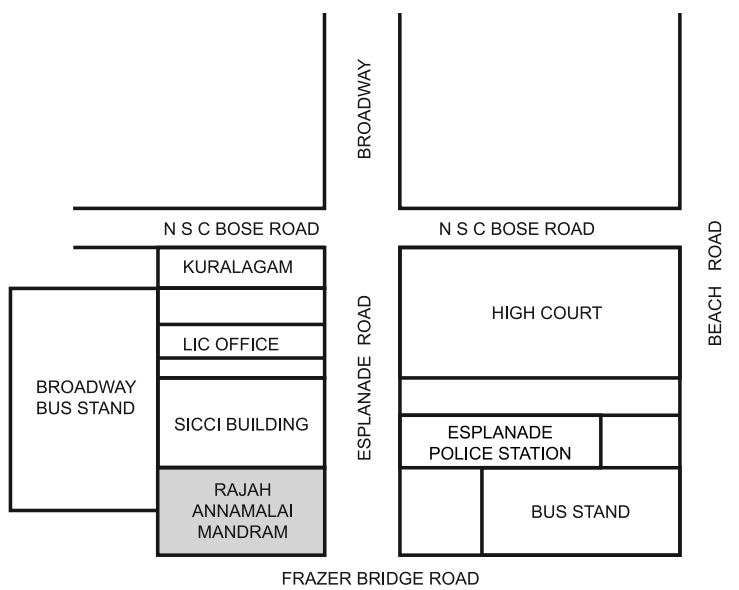 BROADWAY
N S C BOSE ROAD
N S C BOSE ROAD
BEACH ROAD
KURALAGAM
HIGH COURT
ESPLANADE ROAD
LIC OFFICE
BROADWAY
BUS STAND
SICCI BUILDING
ESPLANADE
POLICE STATION
RAJAH
ANNAMALAI
MANDRAM
BUS STAND
FRAZER BRIDGE ROAD